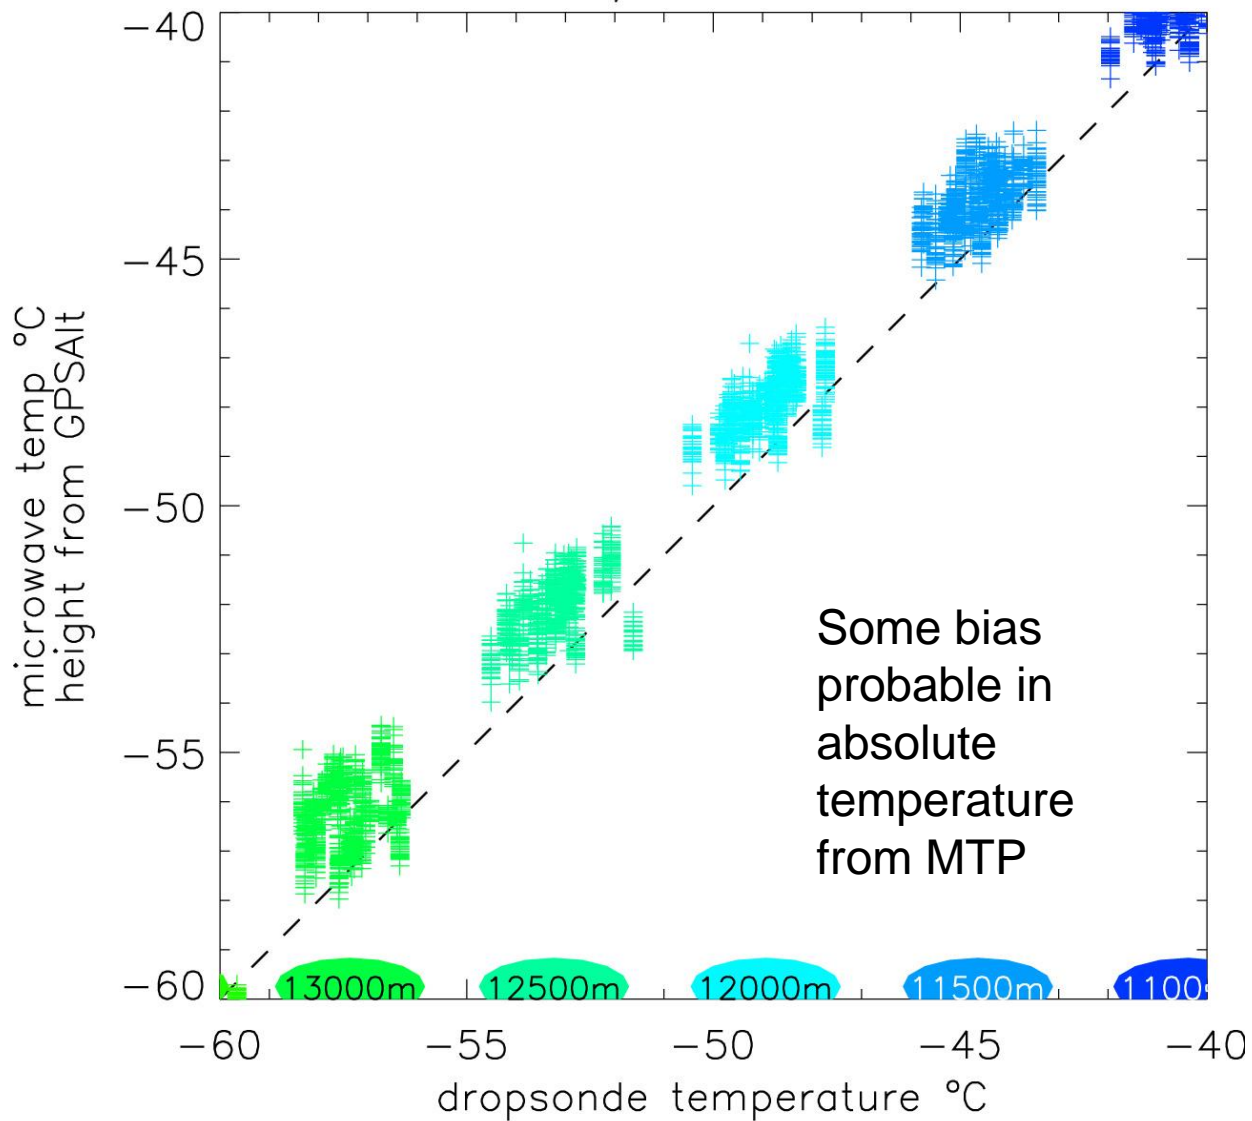 -40
-45
-50
-55
-60
microwave temp °C
height from GPSAlt
Some bias
probable in
absolute
temperature
from MTP
13000m 12500m 12000m 11500m
-60 -55 -50 -45 -40
dropsonde temperature °C